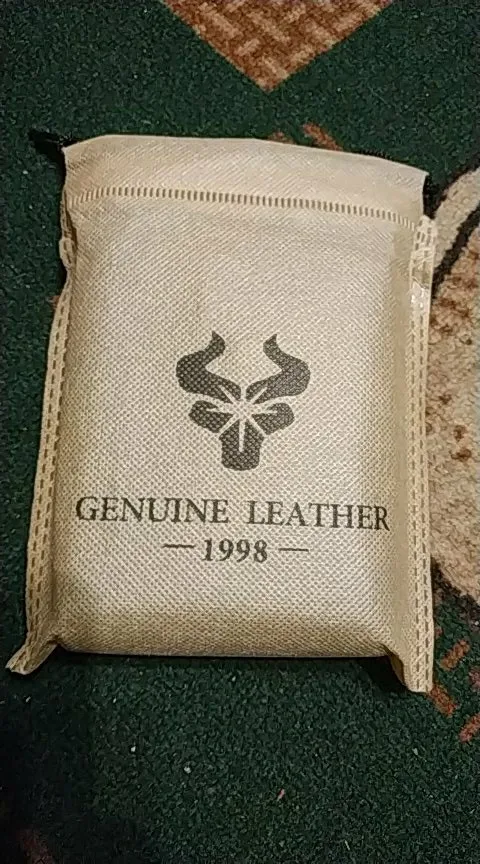 GENUINE LEATHER
— 1998 —